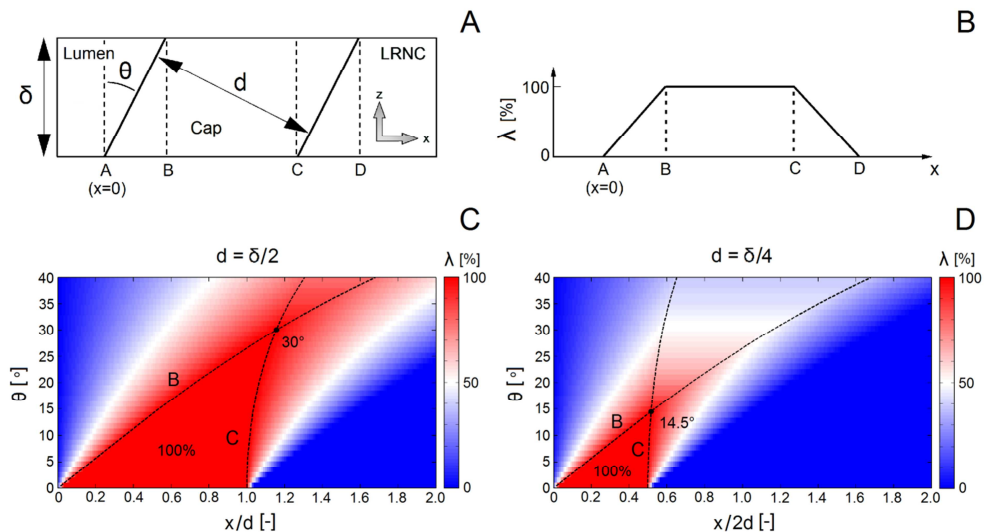 A
Lumen
LRNC
θ
d
δ
z
x
Cap
A B C D
(x=0)
B
λ [%]
100
0
A B C D x
(x=0)
C
d = δ/2
λ [%]
θ [°]
40
35
30
25
20
15
10
5
0
B
C
30°
100%
100
50
0
0 0.2 0.4 0.6 0.8 1.0 1.2 1.4 1.6 1.8 2.0
x/d [-]
D
d = δ/4
λ [%]
θ [°]
40
35
30
25
20
15
10
5
0
B
C
14.5°
100%
100
50
0
0 0.2 0.4 0.6 0.8 1.0 1.2 1.4 1.6 1.8 2.0
x/2d [-]